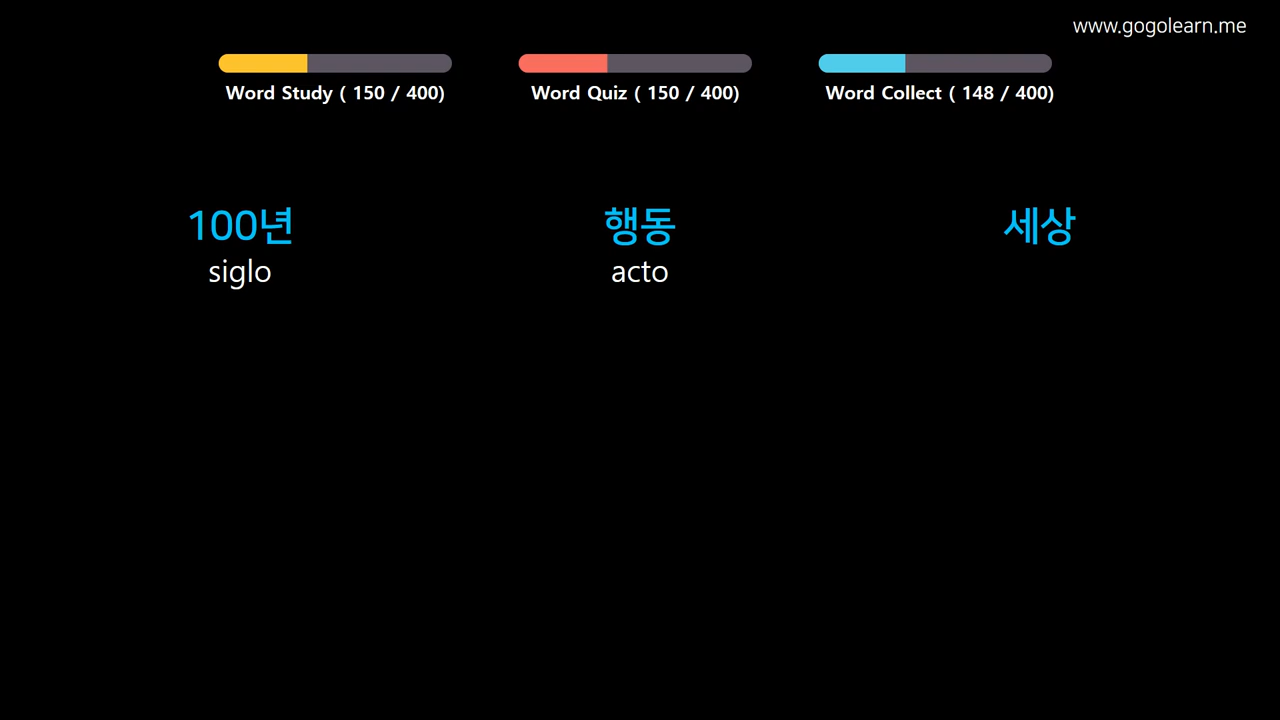 www.gogolearn.me
Word Study ( 150 / 400)
Word Quiz ( 150 / 400)
Word Collect ( 148 / 400)
100년
siglo
행동
acto
세상